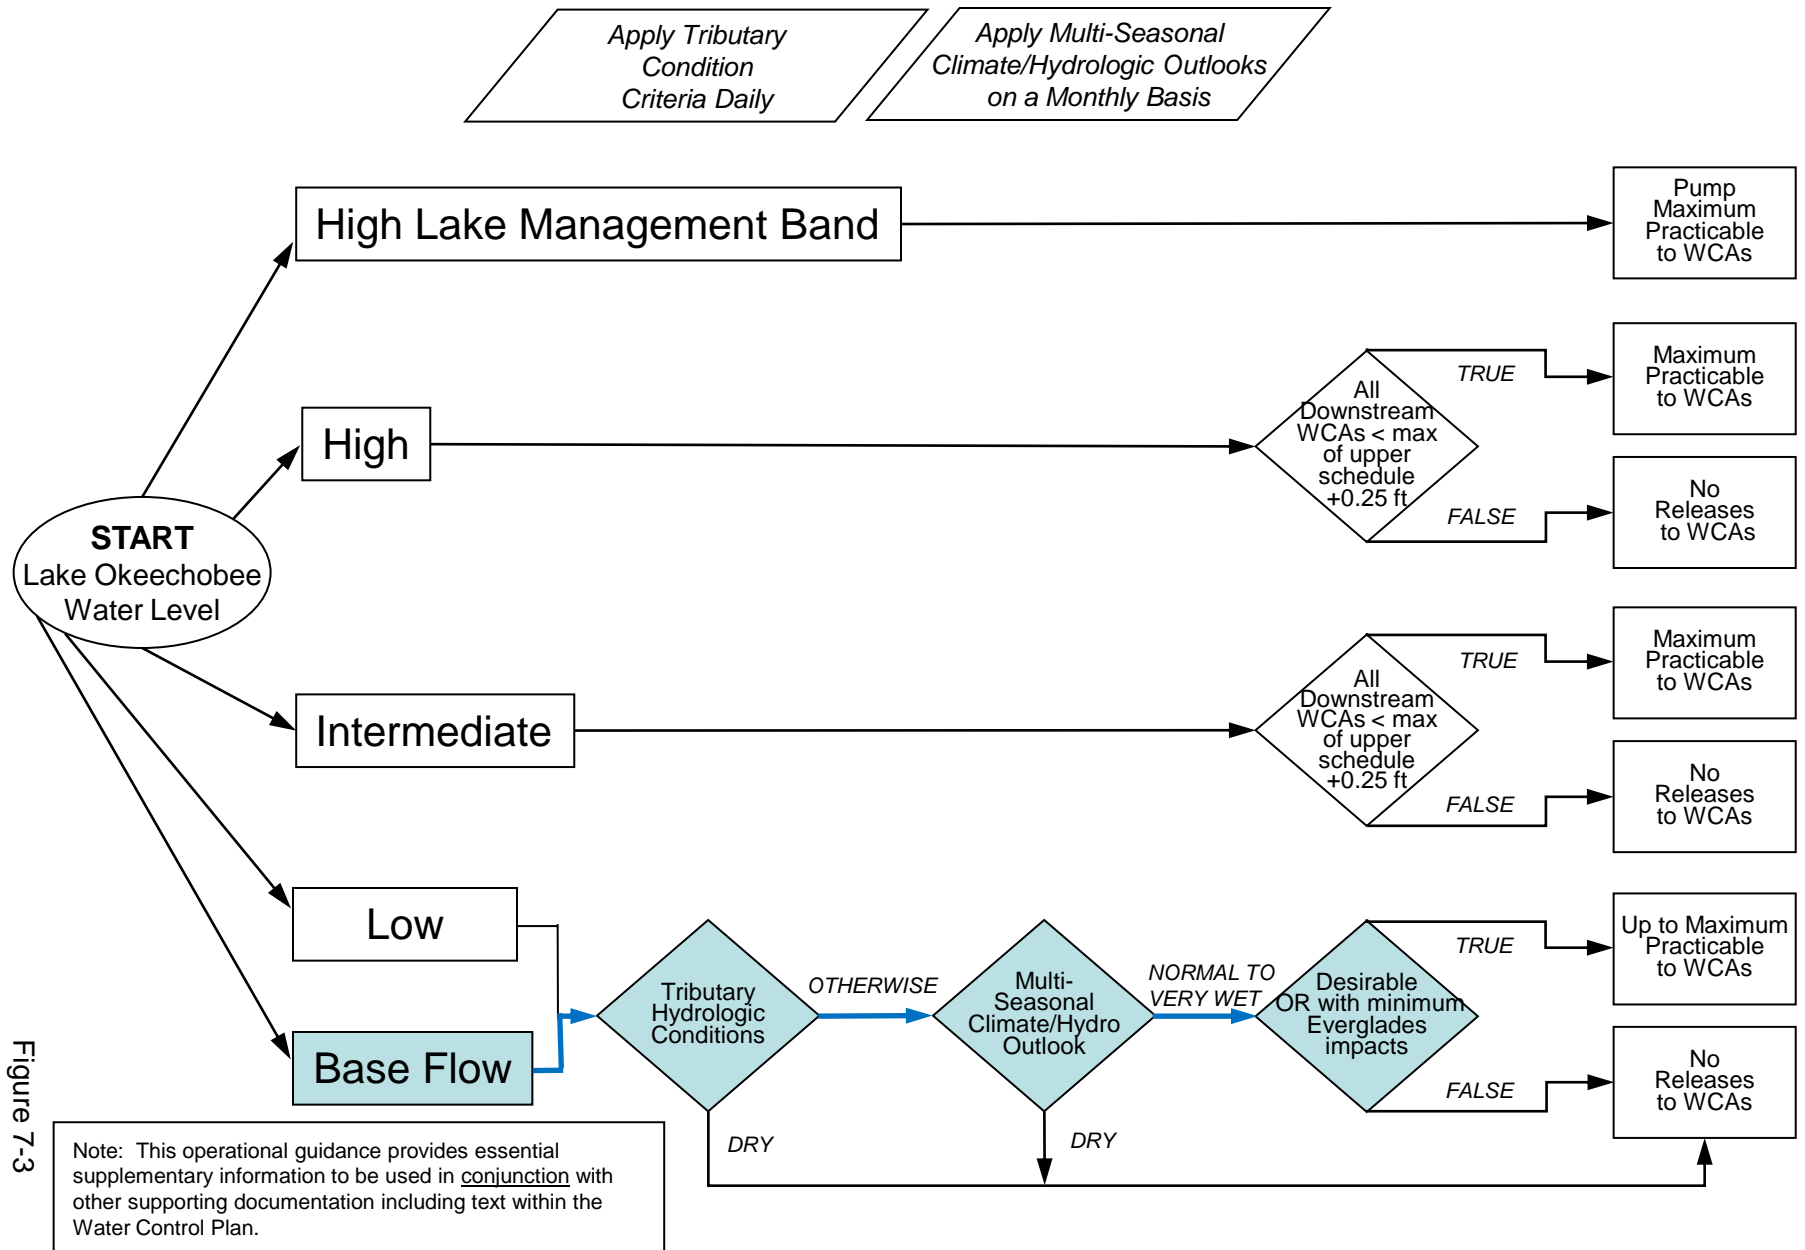 Apply Tributary
Condition
Criteria Daily
Apply Multi-Seasonal
Climate/Hydrologic Outlooks
on a Monthly Basis
High Lake Management Band
Pump
Maximum
Practicable
to WCAs
High
All
Downstream
WCAs < max
of upper
schedule
+0.25 ft
TRUE
Maximum
Practicable
to WCAs
FALSE
No
Releases
to WCAs
START
Lake Okeechobee
Water Level
Intermediate
All
Downstream
WCAs < max
of upper
schedule
+0.25 ft
TRUE
Maximum
Practicable
to WCAs
FALSE
No
Releases
to WCAs
Low
Base Flow
Tributary
Hydrologic
Conditions
OTHERWISE
DRY
Multi-
Seasonal
Climate/Hydro
Outlook
NORMAL TO
VERY WET
DRY
Desirable
OR with minimum
Everglades
impacts
TRUE
Up to Maximum
Practicable
to WCAs
FALSE
No
Releases
to WCAs
Figure 7-3
Note: This operational guidance provides essential
supplementary information to be used in conjunction with
other supporting documentation including text within the
Water Control Plan.